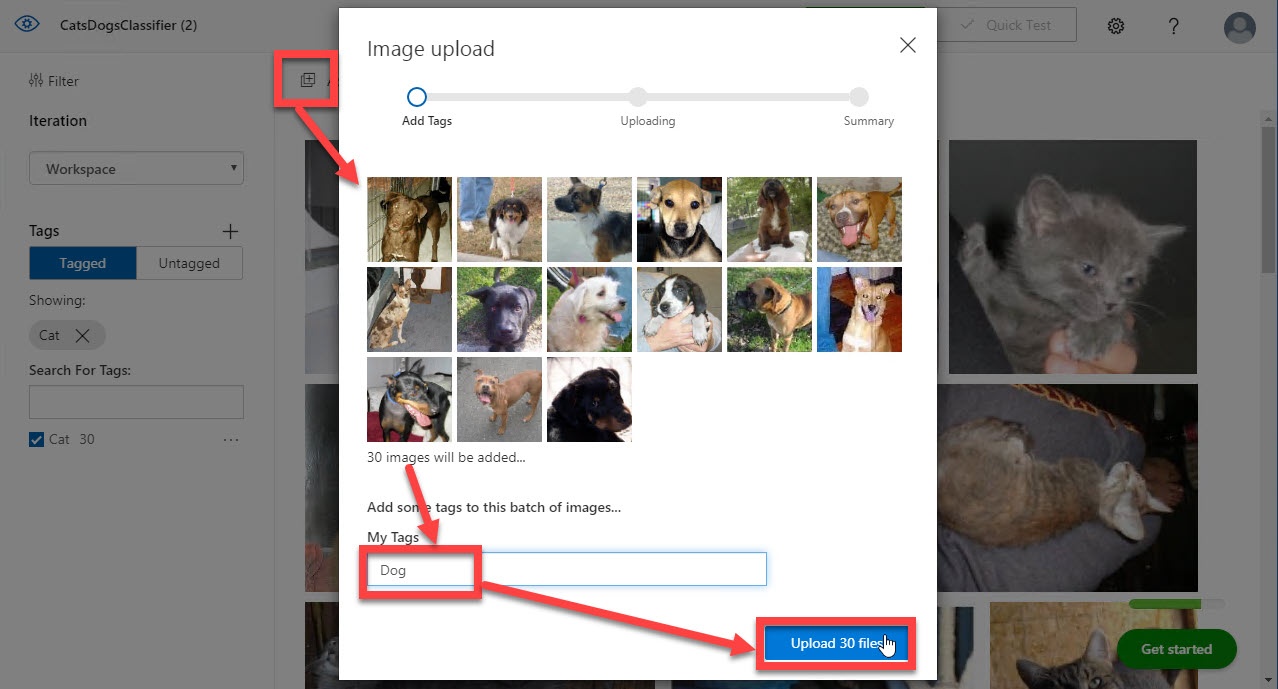 CatsDogsClassifier (2)
Quick Test
?
Filter
Iteration
Workspace
Tags
Tagged
Untagged
Showing:
Cat
Search For Tags:
Cat 30
Image upload
Add Tags
Uploading
Summary
30 images will be added...
Add some tags to this batch of images...
My Tags
Dog
Upload 30 files
Get started